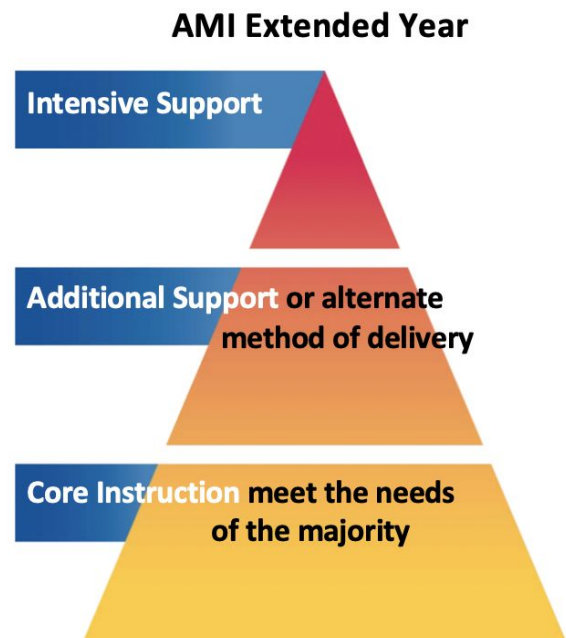 AMI Extended Year
Intensive Support
Additional Support or alternate
method of delivery
Core Instruction meet the needs
of the majority